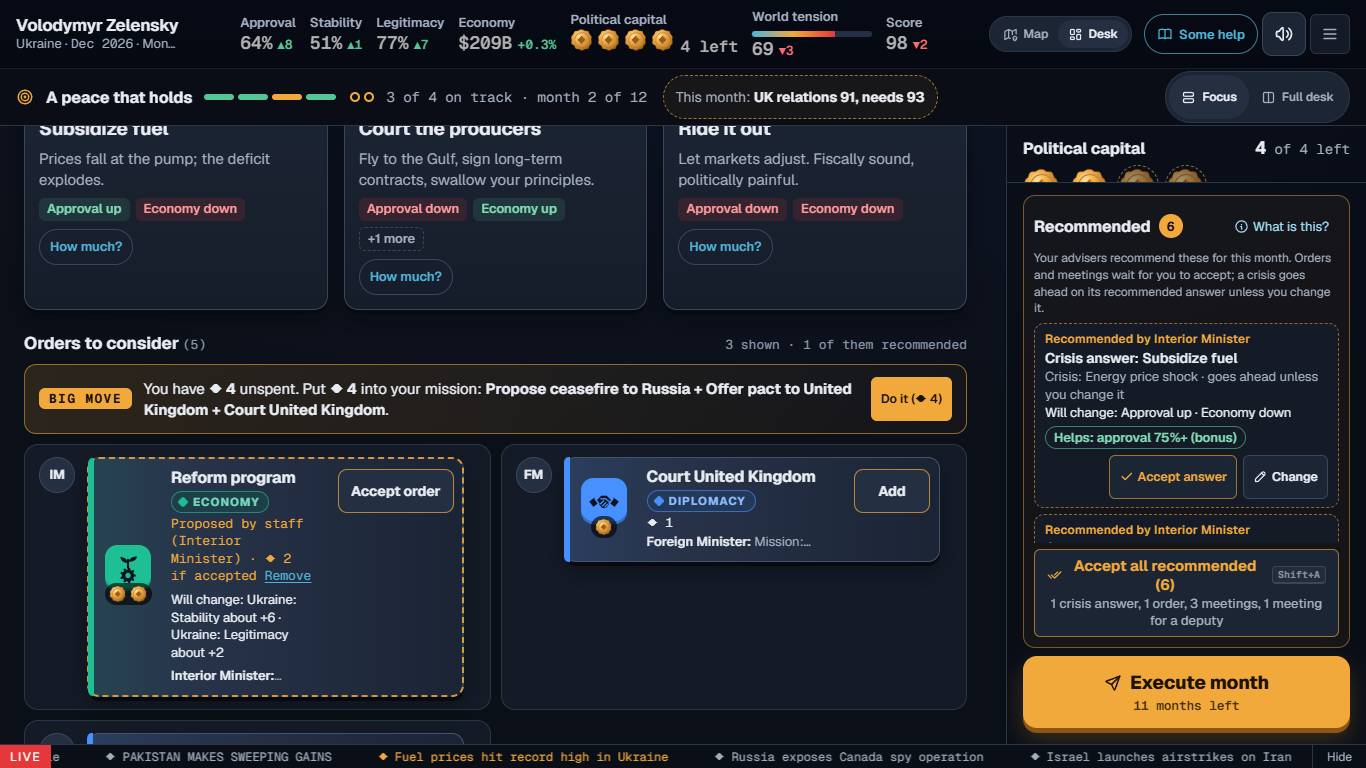 Volodymyr Zelensky
Ukraine · Dec 2026 · Mon…
Approval
64% ▲8
Stability
51% ▲1
Legitimacy
77% ▲7
Economy
$209B +0.3%
Political capital
4 left
World tension
69 ▼3
Score
98 ▼2
Map
Desk
Some help
A peace that holds
3 of 4 on track · month 2 of 12
This month: UK relations 91, needs 93
Focus
Full desk
Subsidize fuel
Prices fall at the pump; the deficit
explodes.
Approval up
Economy down
How much?
Court the producers
Fly to the Gulf, sign long-term
contracts, swallow your principles.
Approval down
Economy up
+1 more
How much?
Ride it out
Let markets adjust. Fiscally sound,
politically painful.
Approval down
Economy down
How much?
Orders to consider (5)
3 shown · 1 of them recommended
BIG MOVE
You have ◆ 4 unspent. Put ◆ 4 into your mission: Propose ceasefire to Russia + Offer pact to United
Kingdom + Court United Kingdom.
Do it (◆ 4)
IM
Reform program
◆ ECONOMY
Proposed by staff
(Interior
Minister) · ◆ 2
if accepted Remove
Will change: Ukraine:
Stability about +6 ·
Ukraine: Legitimacy
about +2
Interior Minister:…
Accept order
FM
Court United Kingdom
◆ DIPLOMACY
◆ 1
Foreign Minister: Mission:…
Add
Political capital
4 of 4 left
Recommended 6
What is this?
Your advisers recommend these for this month. Orders
and meetings wait for you to accept; a crisis goes
ahead on its recommended answer unless you change
it.
Recommended by Interior Minister
Crisis answer: Subsidize fuel
Crisis: Energy price shock · goes ahead unless
you change it
Will change: Approval up · Economy down
Helps: approval 75%+ (bonus)
Accept answer
Change
Recommended by Interior Minister
Accept all recommended
(6)
Shift+A
1 crisis answer, 1 order, 3 meetings, 1 meeting
for a deputy
Execute month
11 months left
LIVE
◆ PAKISTAN MAKES SWEEPING GAINS
◆ Fuel prices hit record high in Ukraine
◆ Russia exposes Canada spy operation
◆ Israel launches airstrikes on Iran
Hide